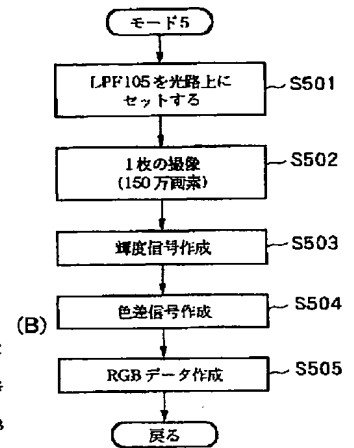 モード5
LPF105を光路上に
セットする
S501
1枚の撮像
(150万画素)
S502
輝度信号作成
S503
色差信号作成
S504
(B)
RGBデータ作成
S505
戻る